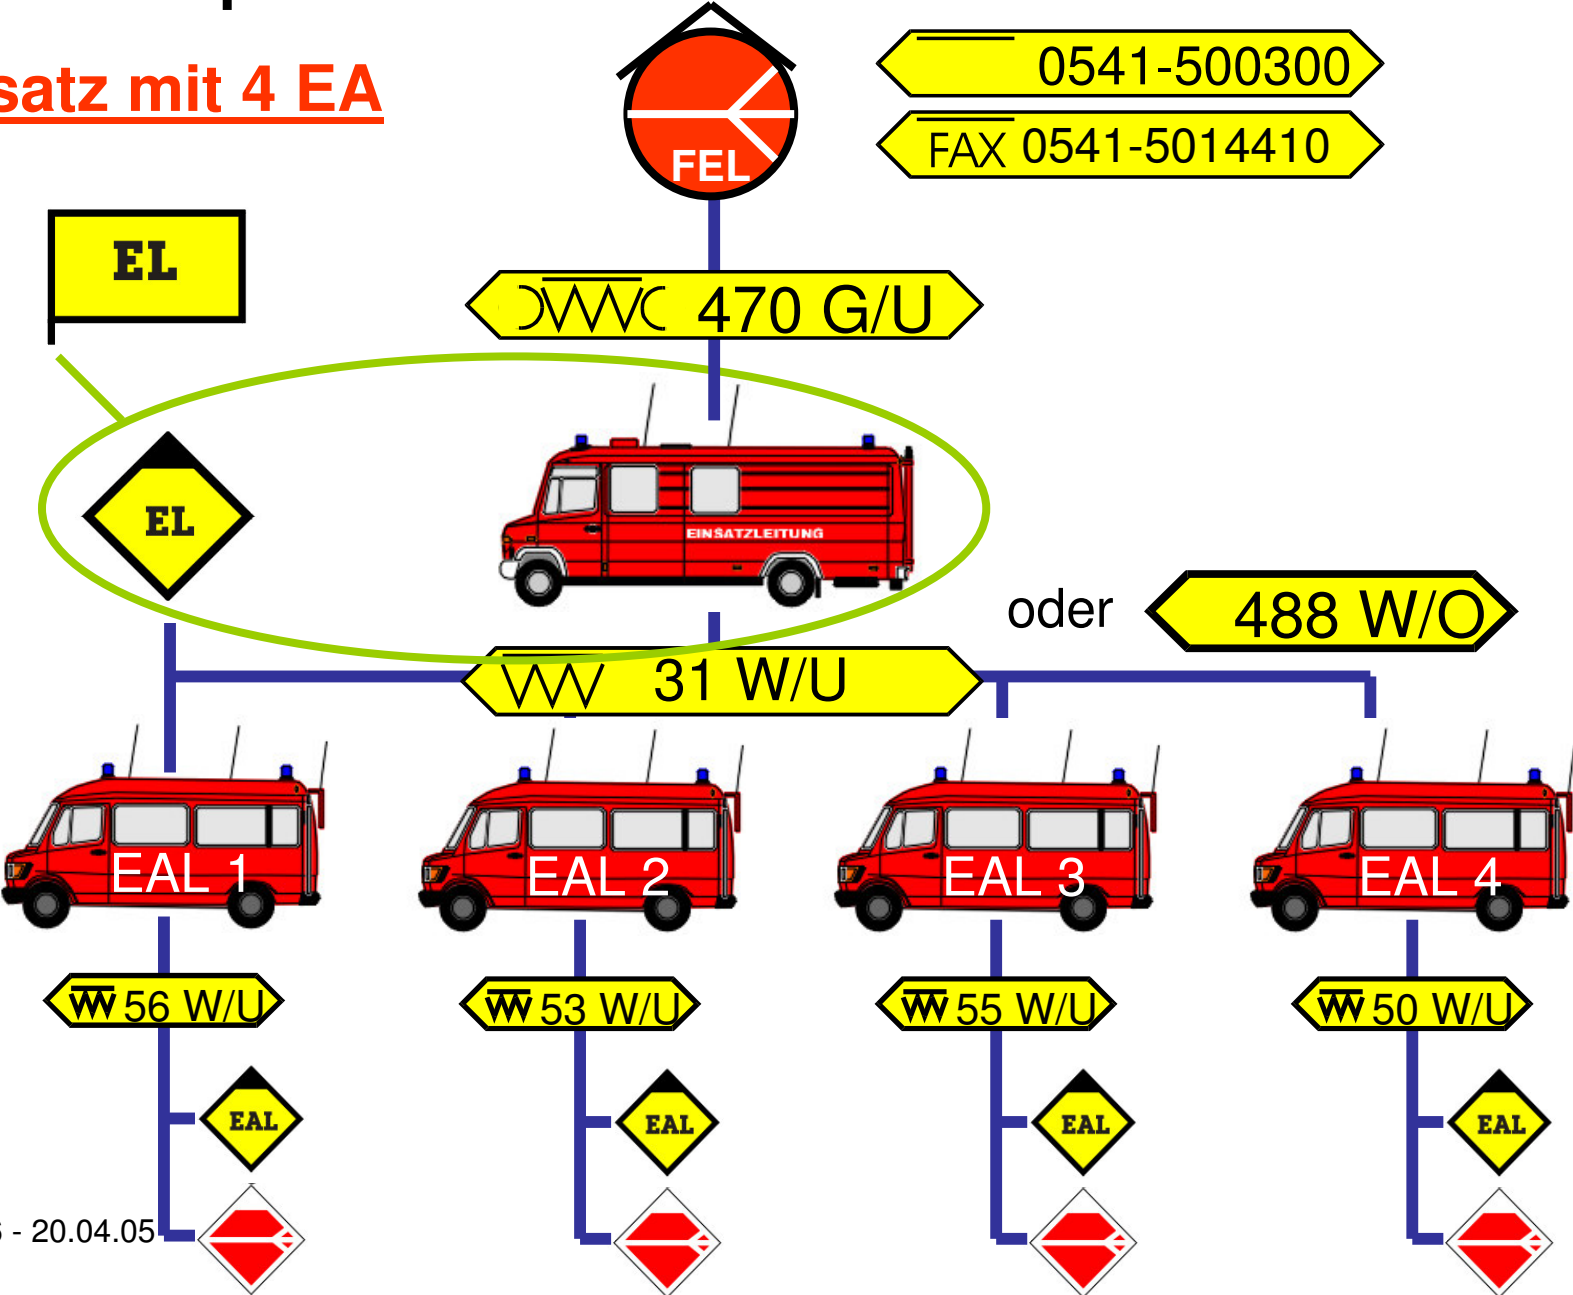 0541-500300
satz mit 4 EA
FAX 0541-5014410
FEL
EL
470 G/U
EL
EINSATZLEITUNG
oder 488 W/O
31 W/U
EAL 1 EAL 2 EAL 3 EAL 4
56 W/U 53 W/U 55 W/U 50 W/U
EAL EAL EAL EAL
- 20.04.05